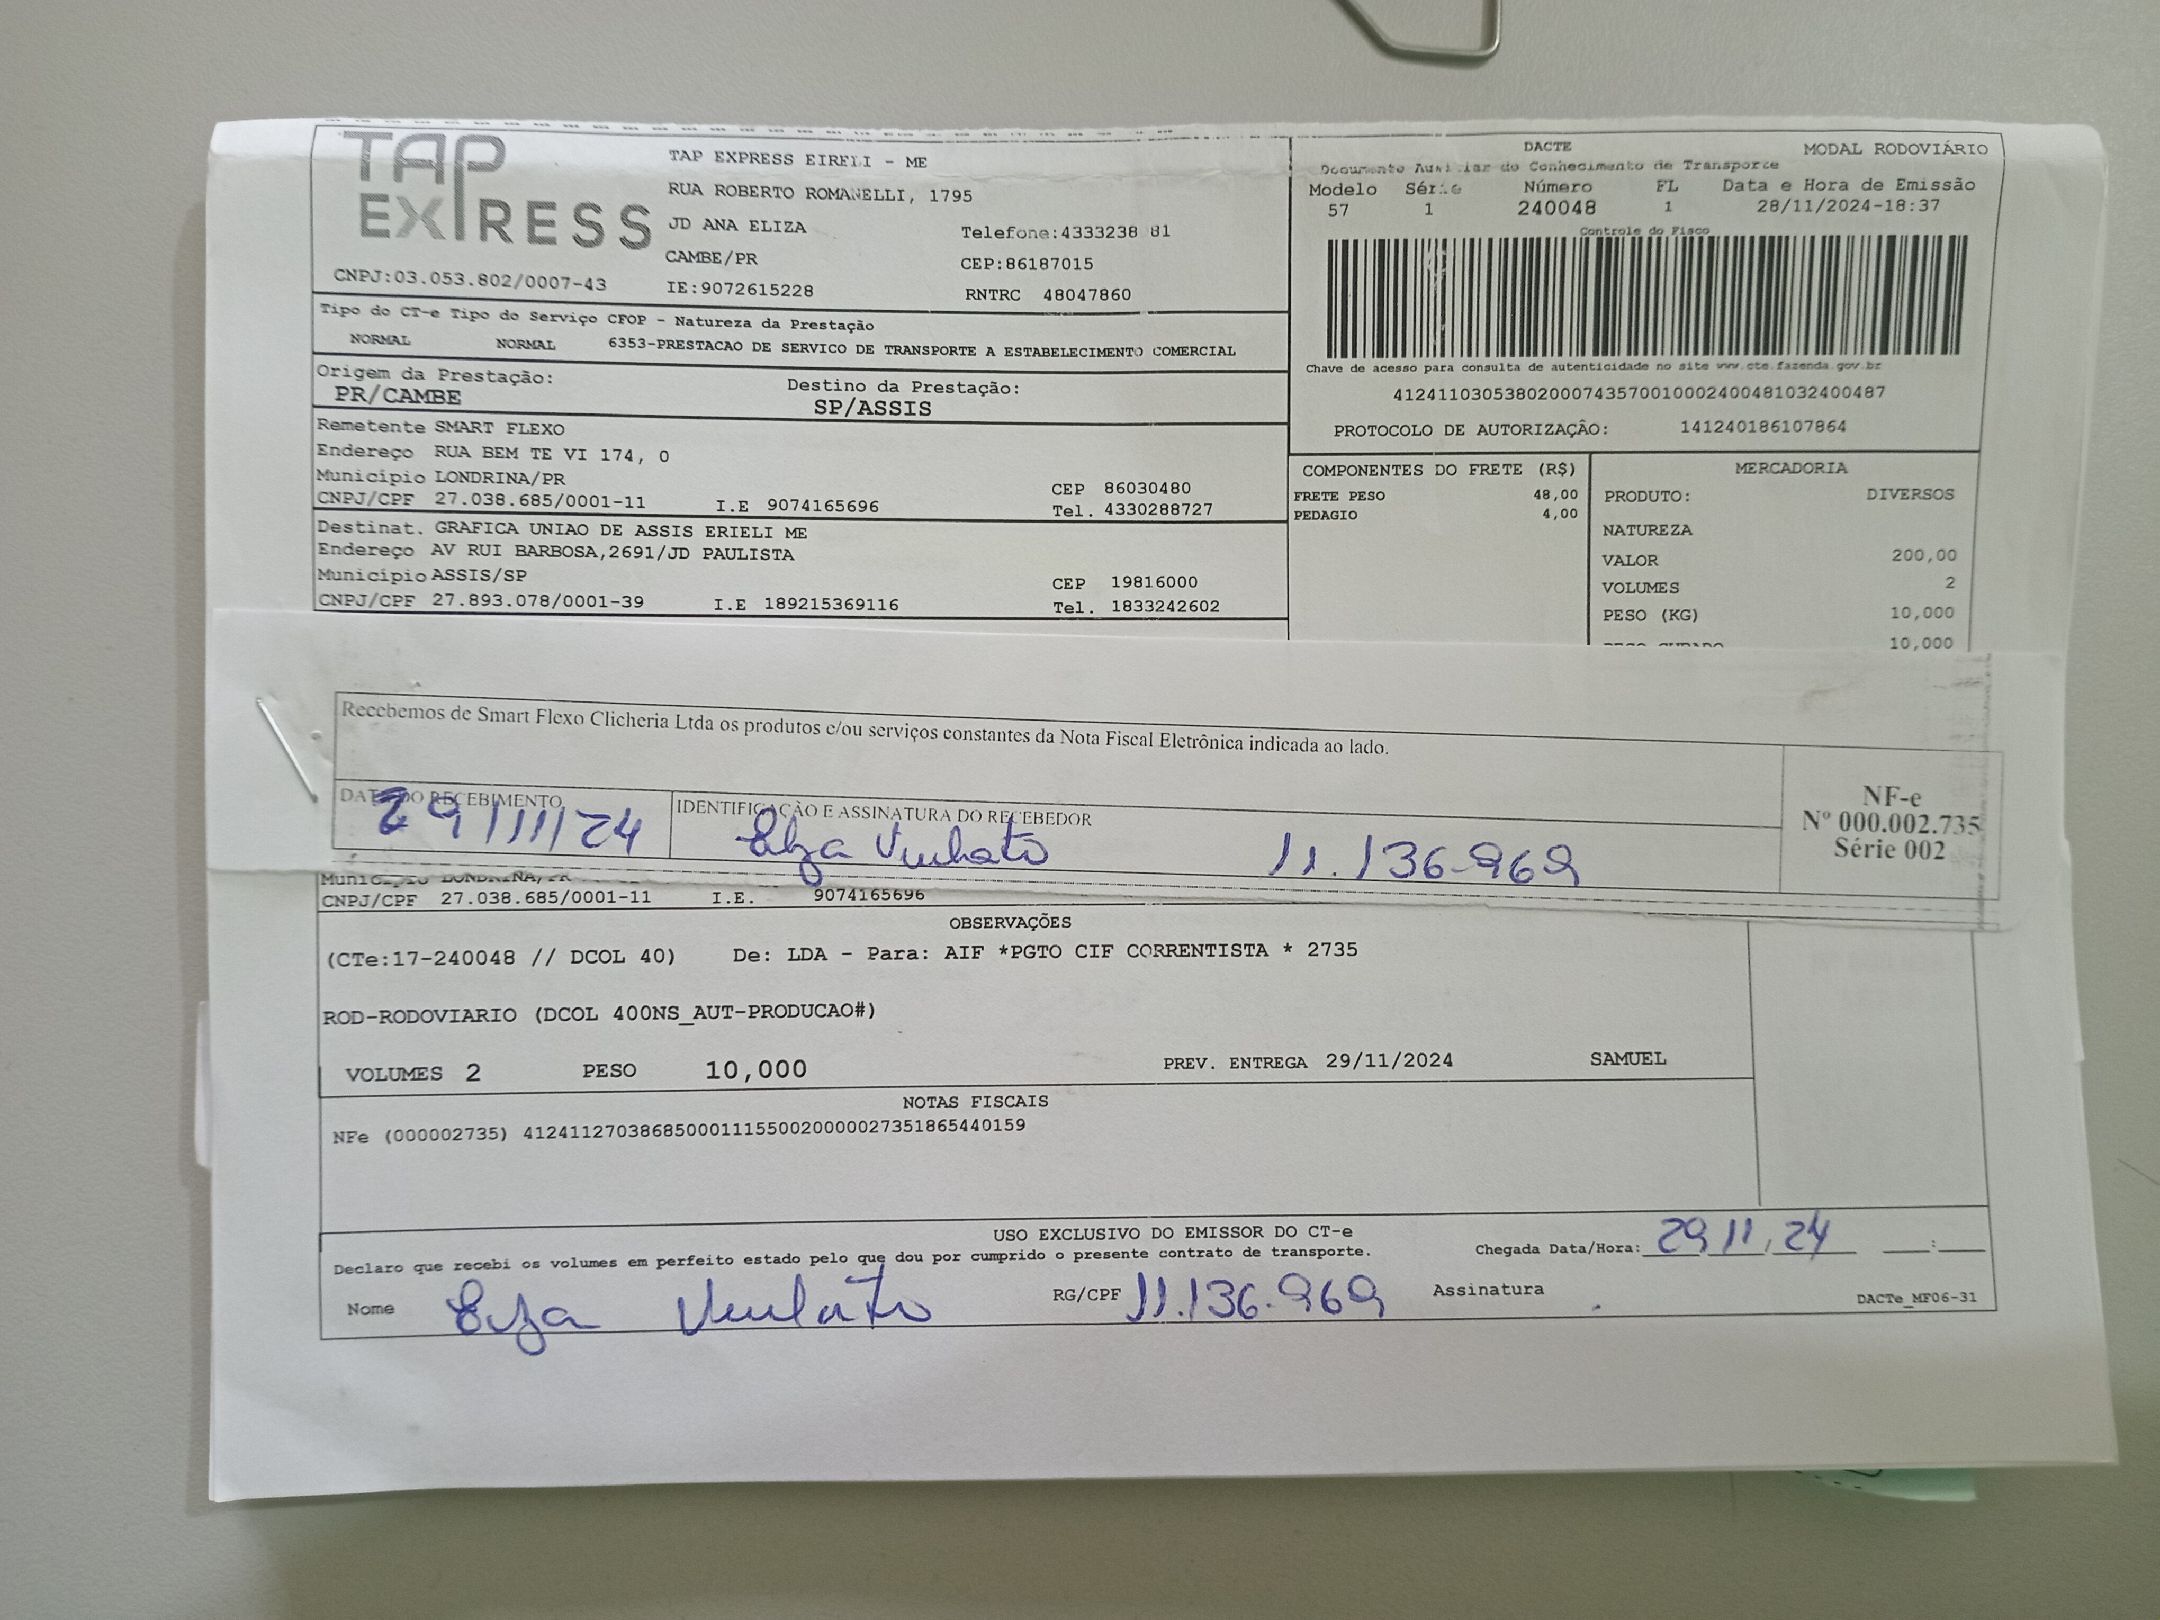 TAP EXPRESS
TAP EXPRESS EIRELI - ME
RUA ROBERTO ROMANELLI, 1795
JD ANA ELIZA
Telefone:4333238 81
CAMBE/PR
CEP:86187015
CNPJ:03.053.802/0007-43
IE:9072615228
RNTRC 48047860
DACTE
MODAL RODOVIÁRIO
Documento Auxiliar do Conhecimento de Transporte
Modelo Série Número FL Data e Hora de Emissão
57 1 240048 1 28/11/2024-18:37
Controle do Fisco
Chave de acesso para consulta de autenticidade no site www.cte.fazenda.gov.br
41241103053802000743570010002400481032400487
PROTOCOLO DE AUTORIZAÇÃO: 141240186107864
Tipo do CT-e Tipo do Serviço CFOP - Natureza da Prestação
NORMAL NORMAL 6353-PRESTACAO DE SERVICO DE TRANSPORTE A ESTABELECIMENTO COMERCIAL
Origem da Prestação: Destino da Prestação:
PR/CAMBE SP/ASSIS
Remetente SMART FLEXO
Endereço RUA BEM TE VI 174, 0
Município LONDRINA/PR CEP 86030480
CNPJ/CPF 27.038.685/0001-11 I.E 9074165696 Tel. 4330288727
Destinat. GRAFICA UNIAO DE ASSIS ERIELI ME
Endereço AV RUI BARBOSA,2691/JD PAULISTA
Município ASSIS/SP CEP 19816000
CNPJ/CPF 27.893.078/0001-39 I.E 189215369116 Tel. 1833242602
COMPONENTES DO FRETE (R$)
FRETE PESO 48,00
PEDAGIO 4,00
MERCADORIA
PRODUTO: DIVERSOS
NATUREZA
VALOR 200,00
VOLUMES 2
PESO (KG) 10,000
10,000
Recebemos de Smart Flexo Clicheria Ltda os produtos e/ou serviços constantes da Nota Fiscal Eletrônica indicada ao lado.
DATA DO RECEBIMENTO
29/11/24
IDENTIFICAÇÃO E ASSINATURA DO RECEBEDOR
11.136.969
NF-e
Nº 000.002.735
Série 002
Município LONDRINA/PR
CNPJ/CPF 27.038.685/0001-11 I.E. 9074165696
OBSERVAÇÕES
(CTe:17-240048 // DCOL 40) De: LDA - Para: AIF *PGTO CIF CORRENTISTA * 2735
ROD-RODOVIARIO (DCOL 400NS_AUT-PRODUCAO#)
VOLUMES 2 PESO 10,000 PREV. ENTREGA 29/11/2024 SAMUEL
NOTAS FISCAIS
NFe (000002735) 41241127038685000111550020000027351865440159
USO EXCLUSIVO DO EMISSOR DO CT-e
Declaro que recebi os volumes em perfeito estado pelo que dou por cumprido o presente contrato de transporte.
Chegada Data/Hora: 29 11, 24 :
Nome RG/CPF 11.136.969 Assinatura
DACTe_MF06-31